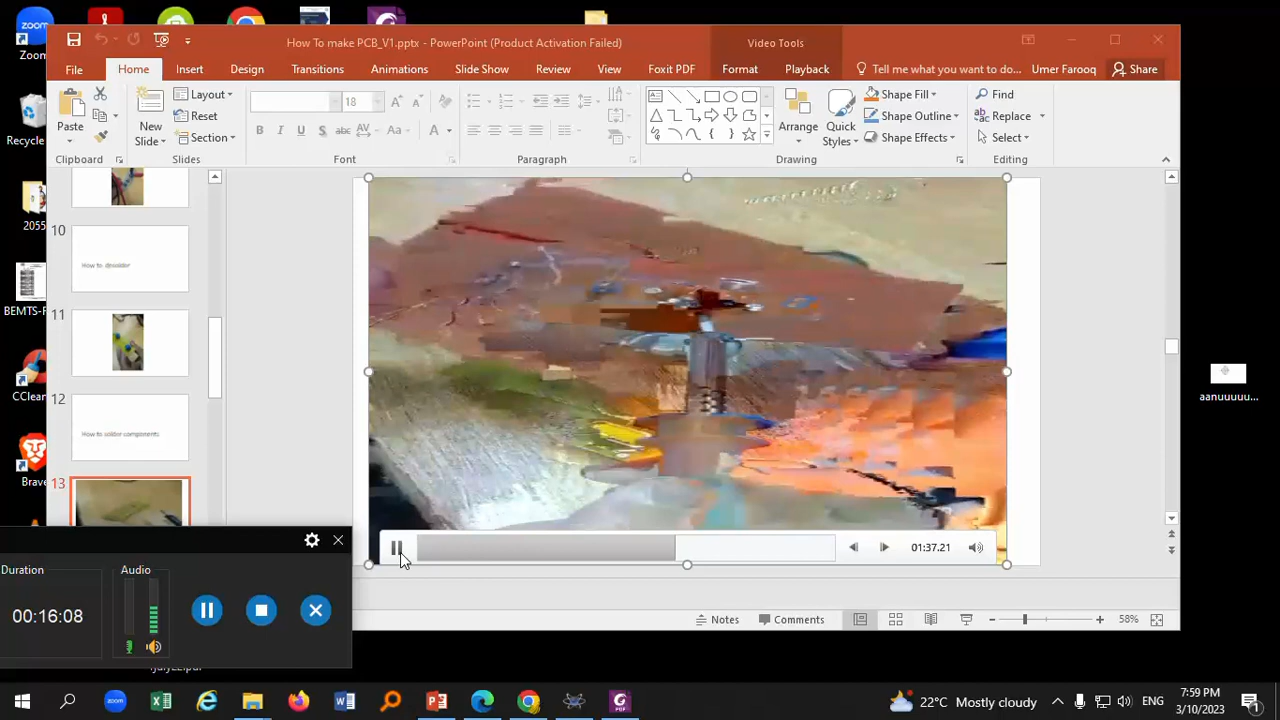 Zoom
Recycle
2055
BEMTS-F
CClean
Brave
How To make PCB_V1.pptx - PowerPoint (Product Activation Failed)
Video Tools
File
Home
Insert
Design
Transitions
Animations
Slide Show
Review
View
Foxit PDF
Format
Playback
Tell me what you want to do...
Umer Farooq
Share
Paste
New
Slide
Layout
Reset
Section
18
Shape Fill
Shape Outline
Shape Effects
Arrange
Quick
Styles
Find
Replace
Select
Clipboard
Slides
Font
Paragraph
Drawing
Editing
10
How to desolder
11
12
How to solder components
13
01:37.21
aanuuuuu...
Duration
Audio
00:16:08
Notes
Comments
58%
22°C Mostly cloudy
ENG
7:59 PM
3/10/2023